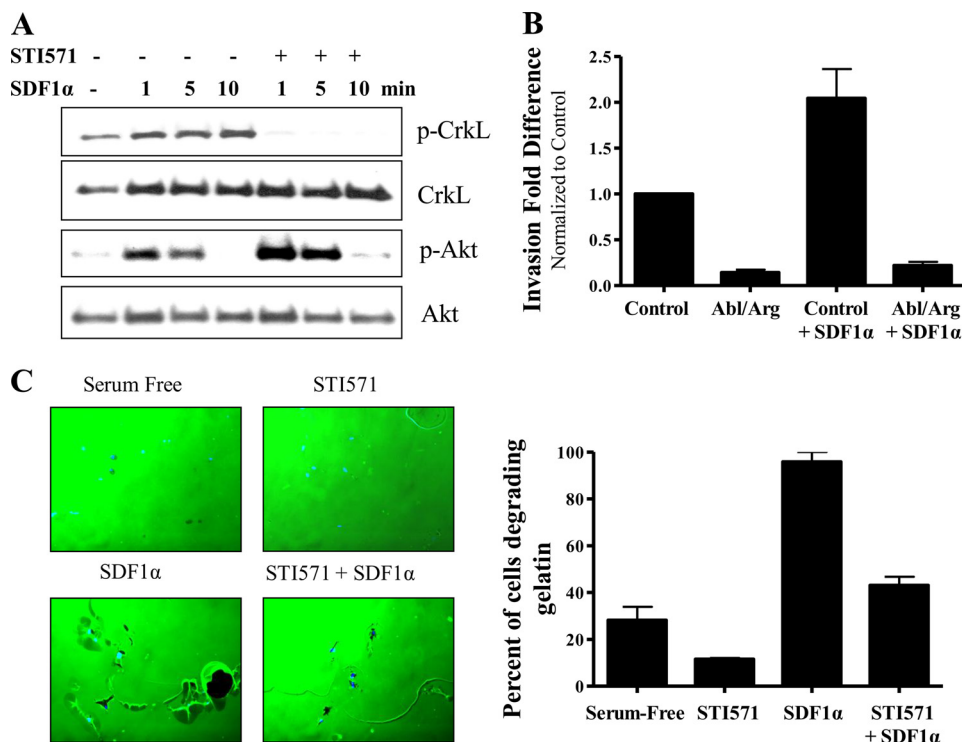 A
STI571 - - - - + + +
SDF1α - 1 5 10 1 5 10 min
p-CrkL
CrkL
p-Akt
Akt
B
Invasion Fold Difference
Normalized to Control
2.5
2.0
1.5
1.0
0.5
0.0
Control
Abl/Arg
Control
+ SDF1α
Abl/Arg
+ SDF1α
C
Serum Free
STI571
SDF1α
STI571 + SDF1α
Percent of cells degrading
gelatin
100
80
60
40
20
0
Serum-Free
STI571
SDF1α
STI571
+ SDF1α